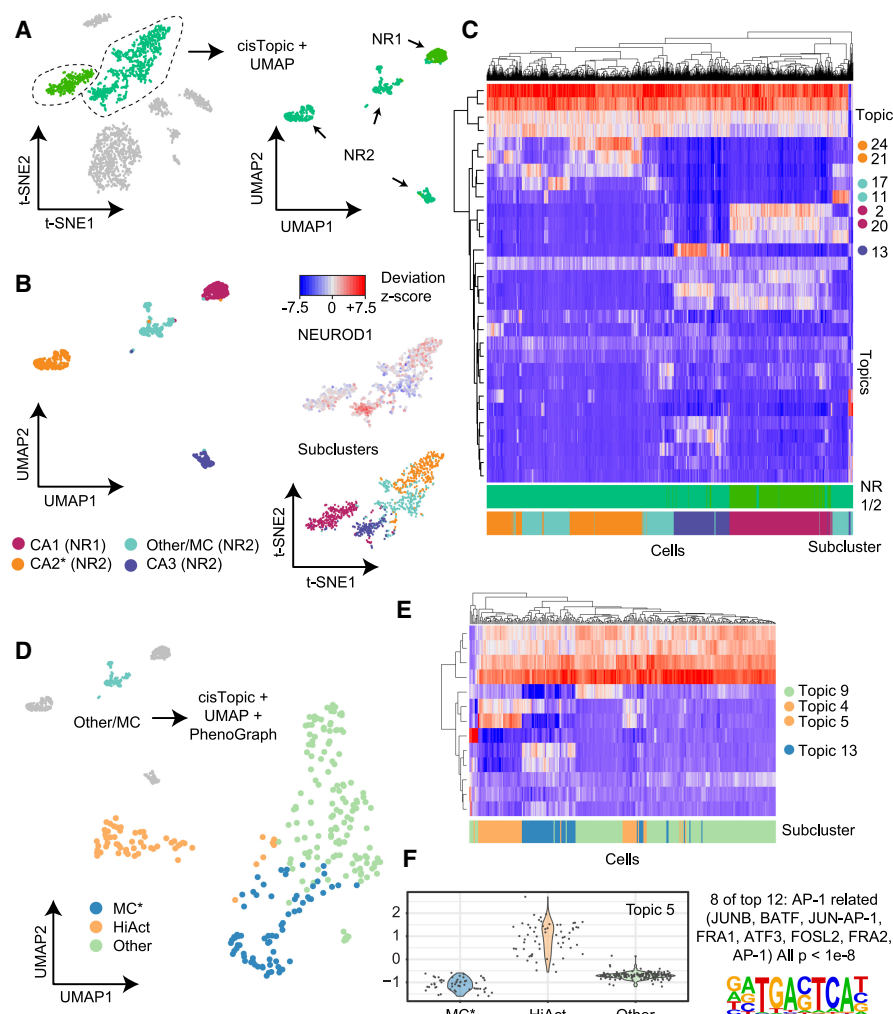 A
cisTopic +
UMAP
NR1
NR2
t-SNE2
t-SNE1
UMAP2
UMAP1
B
Deviation
z-score
−7.5
+7.5
NEUROD1
Subclusters
UMAP2
UMAP1
t-SNE2
t-SNE1
CA1 (NR1)
Other/MC (NR2)
CA2* (NR2)
CA3 (NR2)
C
Topic
24
21
17
11
2
20
13
Topics
NR
1/2
Cells
Subcluster
D
Other/MC
cisTopic +
UMAP +
PhenoGraph
MC*
HiAct
Other
UMAP2
UMAP1
E
Topic 9
Topic 4
Topic 5
Topic 13
Subcluster
Cells
F
Topic 5
2
1
0
−1
MC*
HiAct
Other
8 of top 12: AP-1 related
(JUNB, BATF, JUN-AP-1,
FRA1, ATF3, FOSL2, FRA2,
AP-1) All p < 1e-8